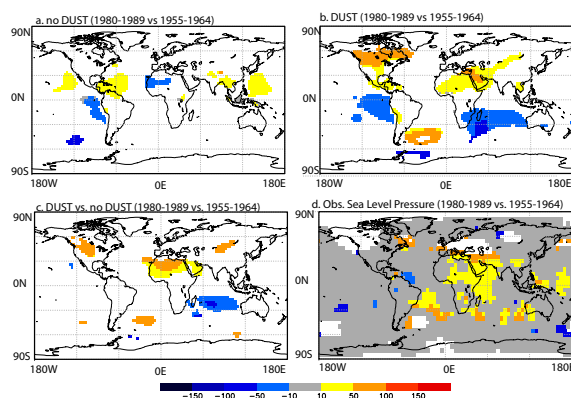 a. no DUST (1980-1989 vs 1955-1964)
b. DUST (1980-1989 vs 1955-1964)
90N
0N
90S
180W 0E 180E
90N
0N
90S
180W 0E 180E
c. DUST vs. no DUST (1980-1989 vs. 1955-1964)
d. Obs. Sea Level Pressure (1980-1989 vs. 1955-1964)
90N
0N
90S
180W 0E 180E
90N
0N
90S
180W 0E 180E
-150 -100 -50 -10 10 50 100 150